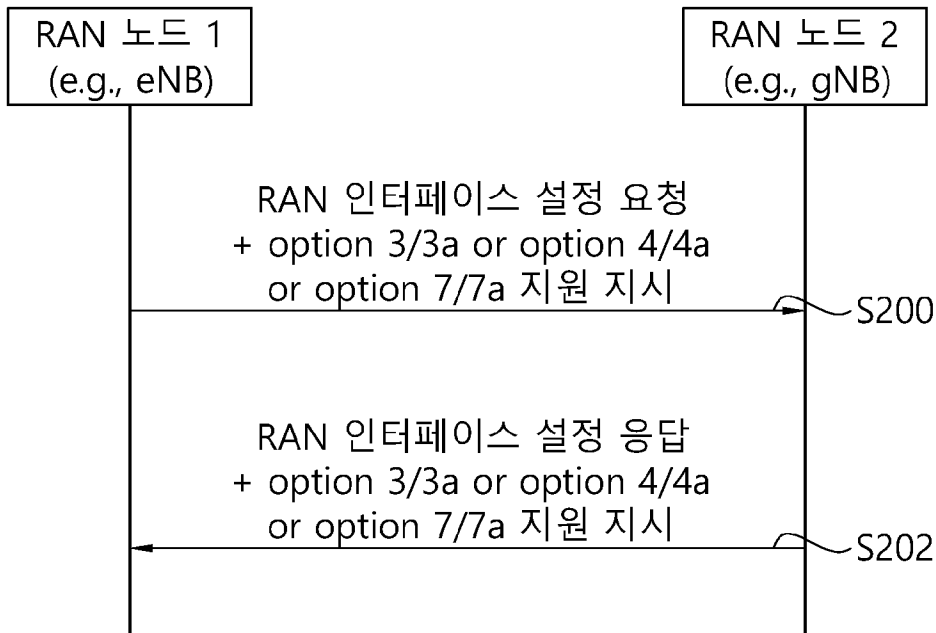 RAN 노드 1
(e.g., eNB)
RAN 노드 2
(e.g., gNB)
RAN 인터페이스 설정 요청
+ option 3/3a or option 4/4a
or option 7/7a 지원 지시
S200
RAN 인터페이스 설정 응답
+ option 3/3a or option 4/4a
or option 7/7a 지원 지시
S202